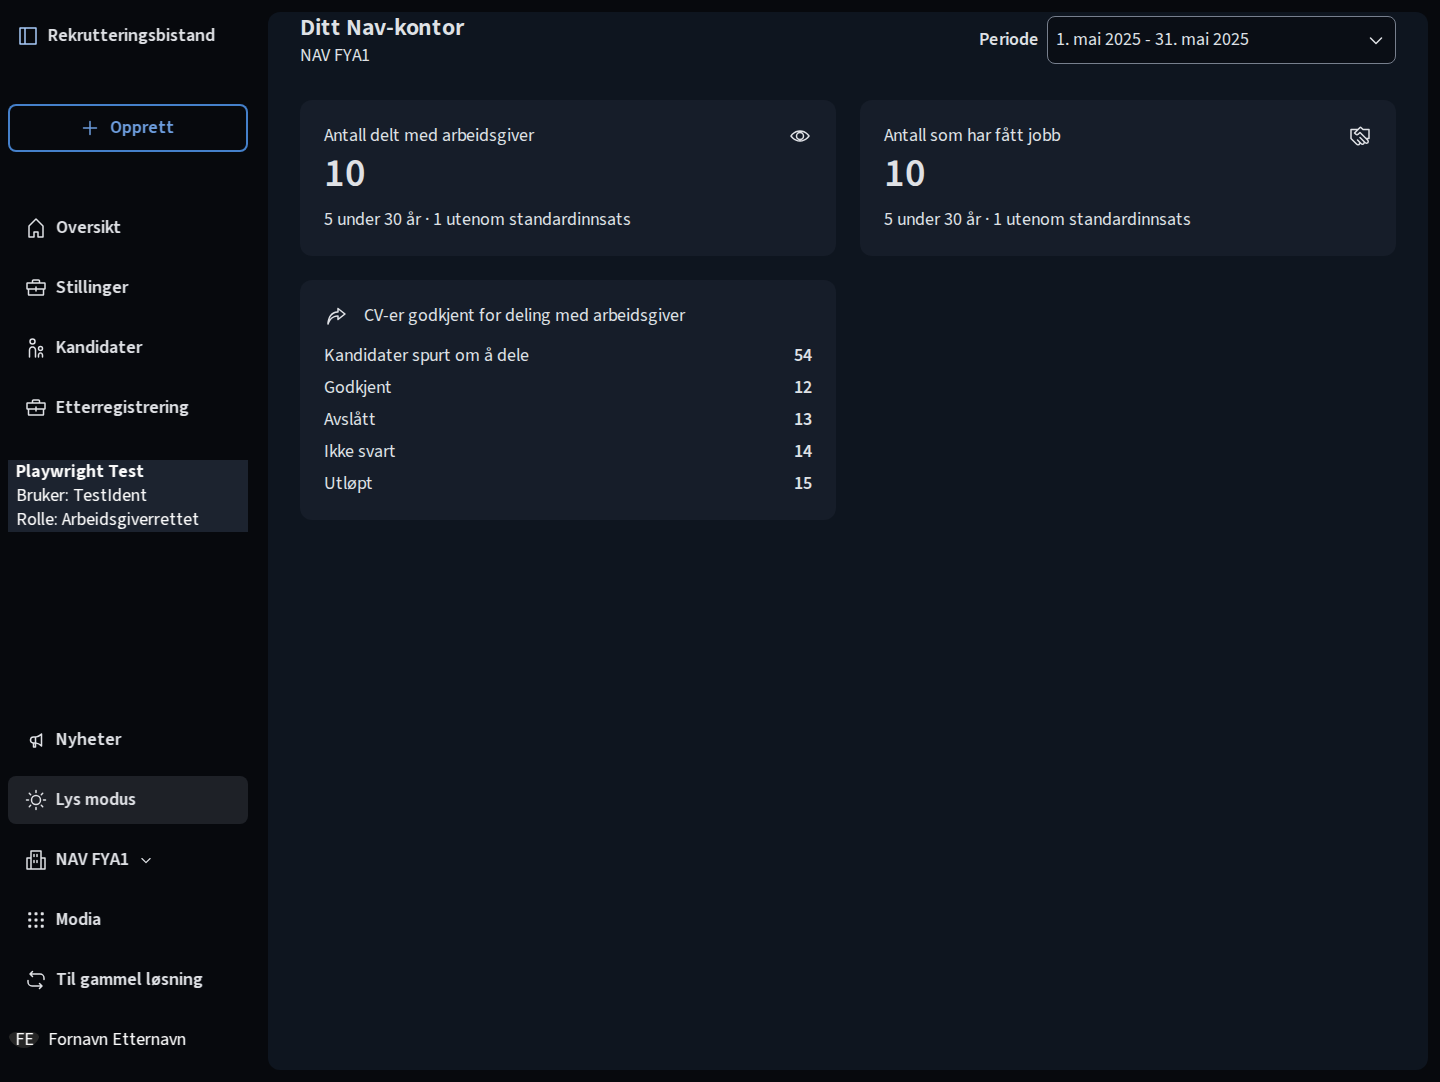 Rekrutteringsbistand
Opprett
Oversikt
Stillinger
Kandidater
Etterregistrering
Playwright Test
Bruker: TestIdent
Rolle: Arbeidsgiverrettet
Nyheter
Lys modus
NAV FYA1
Modia
Til gammel løsning
FE Fornavn Etternavn
Ditt Nav-kontor
NAV FYA1
Periode 1. mai 2025 - 31. mai 2025
Antall delt med arbeidsgiver
10
5 under 30 år · 1 utenom standardinnsats
Antall som har fått jobb
10
5 under 30 år · 1 utenom standardinnsats
CV-er godkjent for deling med arbeidsgiver
Kandidater spurt om å dele 54
Godkjent 12
Avslått 13
Ikke svart 14
Utløpt 15